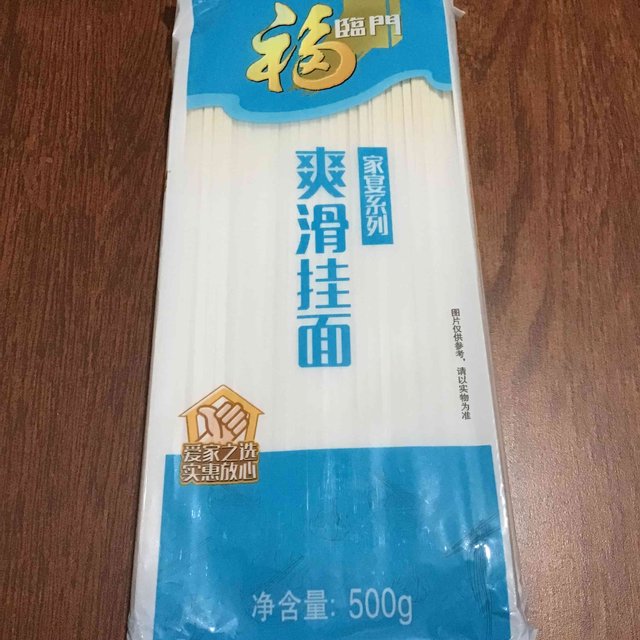 福臨門
家宴系列
爽滑挂面
图片仅供参考，请以实物为准
爱家之选
实惠放心
净含量: 500g